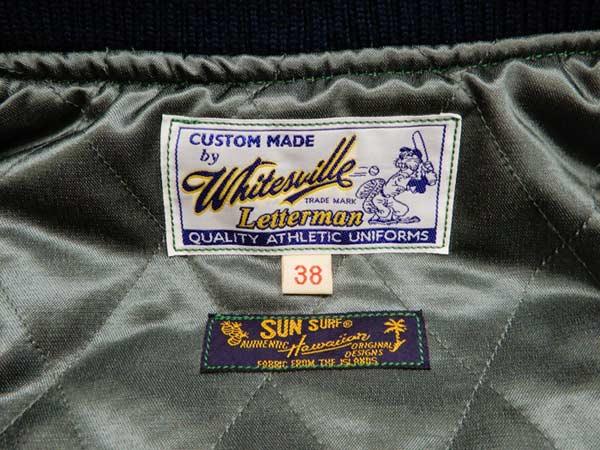 CUSTOM MADE
by
Whitesville
TRADE MARK
Letterman
QUALITY ATHLETIC UNIFORMS
38
SUN SURF®
AUTHENTIC Hawaiian ORIGINAL DESIGNS
FABRIC FROM THE ISLANDS